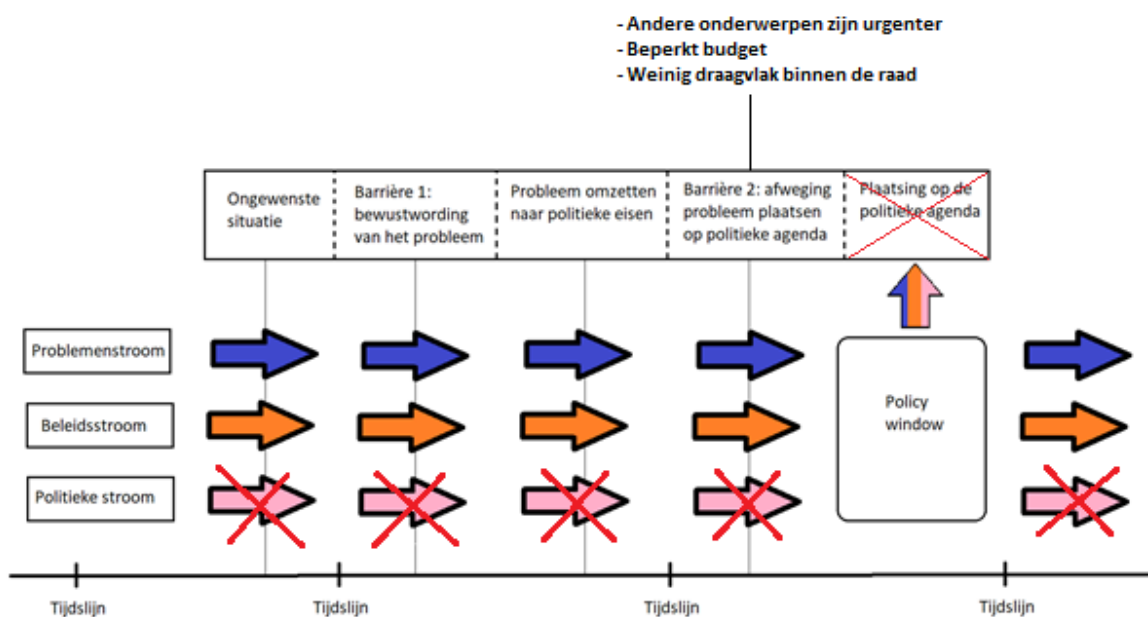 - Andere onderwerpen zijn urgenter
- Beperkt budget
- Weinig draagvlak binnen de raad
Ongewenste
situatie
Barrière 1:
bewustwording
van het probleem
Probleem omzetten
naar politieke eisen
Barrière 2: afweging
probleem plaatsen
op politieke agenda
Plaatsing op de
politieke agenda
Problemenstroom
Beleidsstroom
Politieke stroom
Policy
window
Tijdslijn
Tijdslijn
Tijdslijn
Tijdslijn